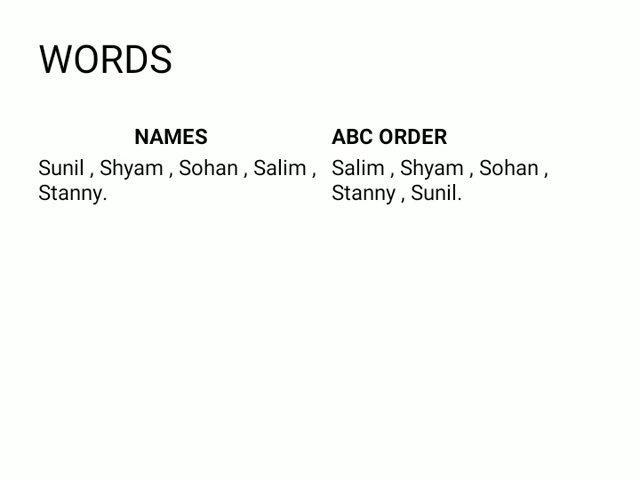 WORDS
NAMES
Sunil , Shyam , Sohan , Salim ,
Stanny.
ABC ORDER
Salim , Shyam , Sohan ,
Stanny , Sunil.